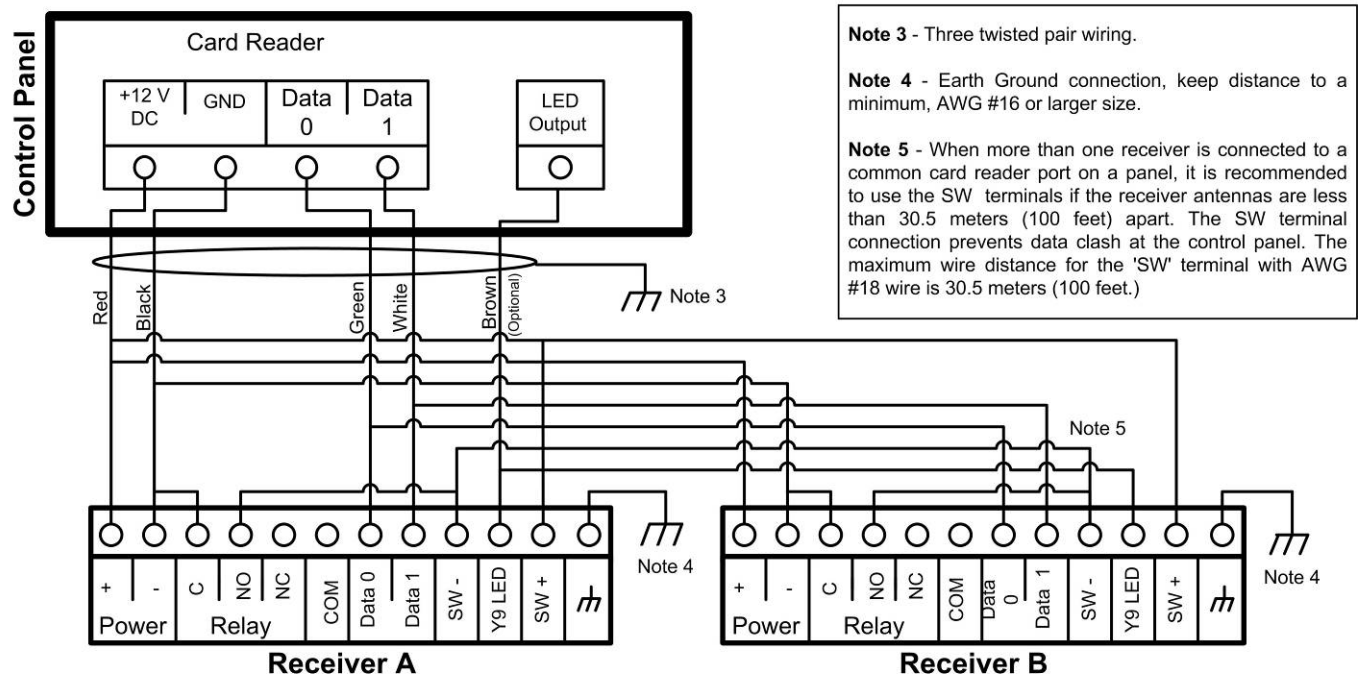 Control Panel
Card Reader
+12 V
DC
GND
Data
0
Data
1
LED
Output
Note 3 - Three twisted pair wiring.
Note 4 - Earth Ground connection, keep distance to a
minimum, AWG #16 or larger size.
Note 5 - When more than one receiver is connected to a
common card reader port on a panel, it is recommended
to use the SW terminals if the receiver antennas are less
than 30.5 meters (100 feet) apart. The SW terminal
connection prevents data clash at the control panel. The
maximum wire distance for the 'SW' terminal with AWG
#18 wire is 30.5 meters (100 feet.)
Red
Black
Green
White
Brown
(Optional)
Note 3
Note 5
Note 4
Note 4
+
-
C
NO
NC
COM
Data 0
Data 1
SW -
Y9 LED
SW +
Power
Relay
Receiver A
+
-
C
NO
NC
COM
Data
0
Data 1
SW -
Y9 LED
SW +
Power
Relay
Receiver B